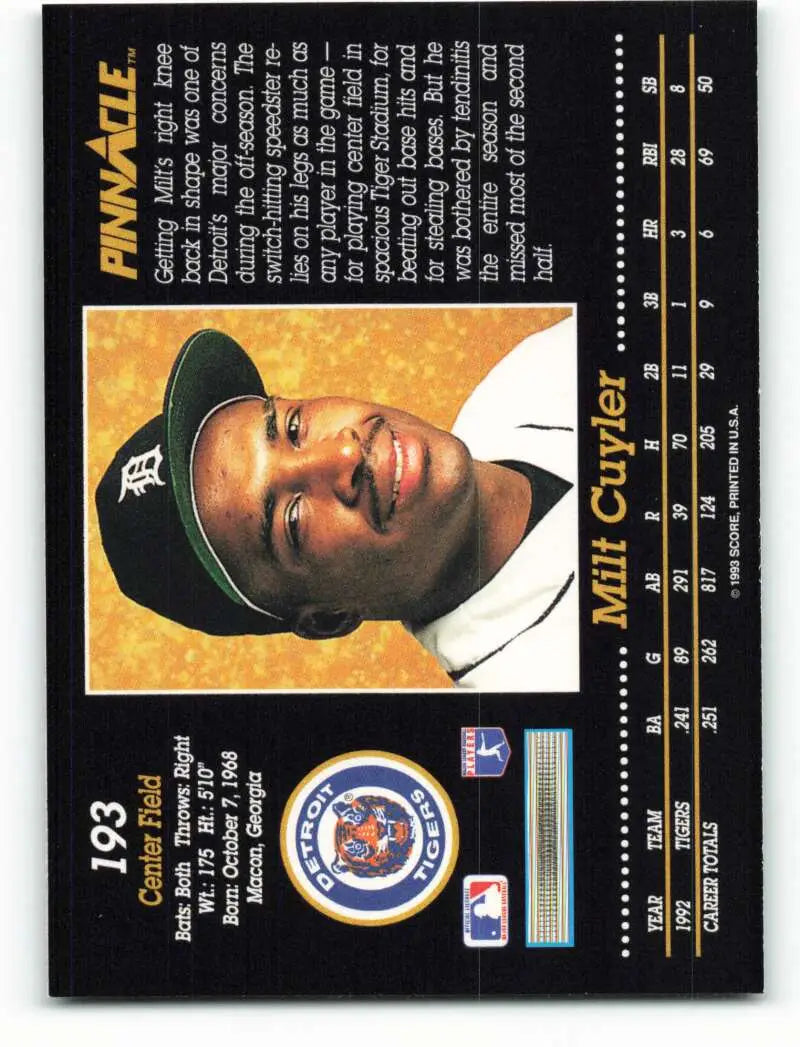 193
Center Field
Bats: Both Throws: Right
Wt.: 175 Ht.: 5'10"
Born: October 7, 1968
Macon, Georgia
DETROIT
TIGERS
®
D
PINNACLE™
Getting Milt's right knee
back in shape was one of
Detroit's major concerns
during the off-season. The
switch-hitting speedster re-
lies on his legs as much as
any player in the game —
for playing center field in
spacious Tiger Stadium, for
beating out base hits and
for stealing bases. But he
was bothered by tendinitis
the entire season and
missed most of the second
half.
PLAYERS
Milt Cuyler
YEAR TEAM BA G AB R H 2B 3B HR RBI SB
1992 TIGERS .241 89 291 39 70 11 1 3 28 8
CAREER TOTALS .251 262 817 124 205 29 9 6 69 50
© 1993 SCORE, PRINTED IN U.S.A.